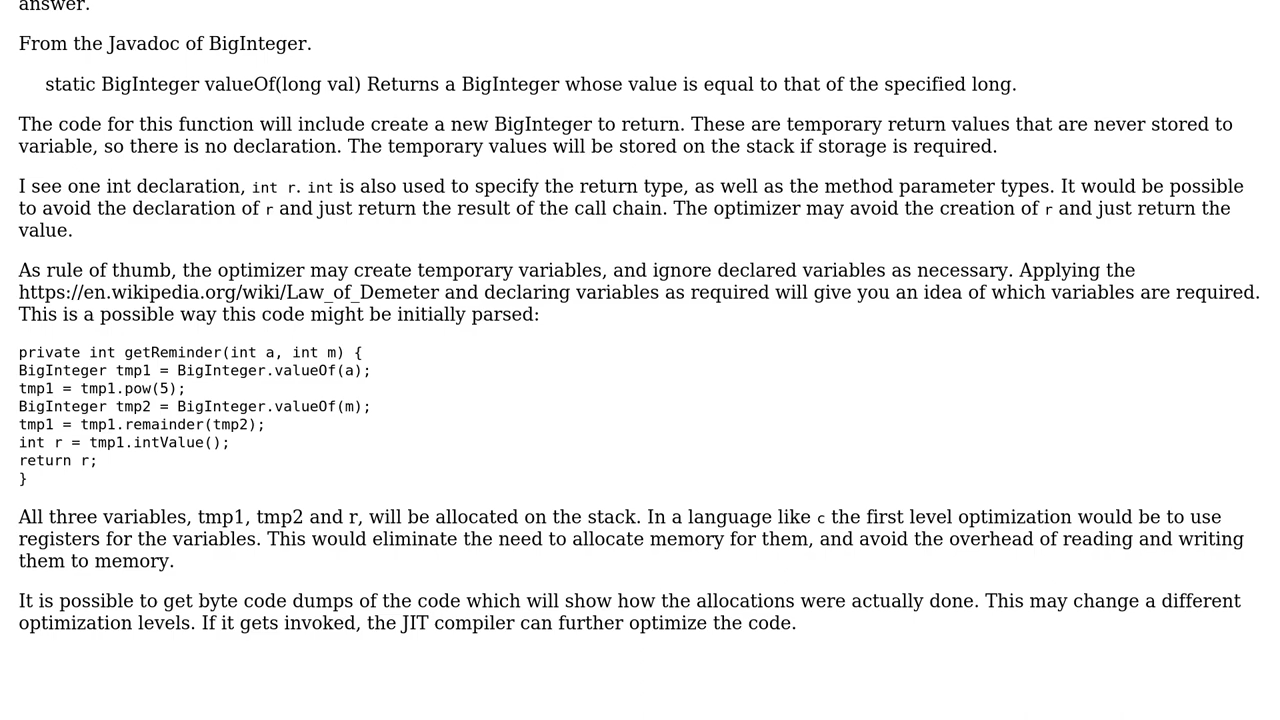 answer.
From the Javadoc of BigInteger.
static BigInteger valueOf(long val) Returns a BigInteger whose value is equal to that of the specified long.
The code for this function will include create a new BigInteger to return. These are temporary return values that are never stored to
variable, so there is no declaration. The temporary values will be stored on the stack if storage is required.
I see one int declaration, int r. int is also used to specify the return type, as well as the method parameter types. It would be possible
to avoid the declaration of r and just return the result of the call chain. The optimizer may avoid the creation of r and just return the
value.
As rule of thumb, the optimizer may create temporary variables, and ignore declared variables as necessary. Applying the
https://en.wikipedia.org/wiki/Law_of_Demeter and declaring variables as required will give you an idea of which variables are required.
This is a possible way this code might be initially parsed:
private int getReminder(int a, int m) {
BigInteger tmp1 = BigInteger.valueOf(a);
tmp1 = tmp1.pow(5);
BigInteger tmp2 = BigInteger.valueOf(m);
tmp1 = tmp1.remainder(tmp2);
int r = tmp1.intValue();
return r;
}
All three variables, tmp1, tmp2 and r, will be allocated on the stack. In a language like c the first level optimization would be to use
registers for the variables. This would eliminate the need to allocate memory for them, and avoid the overhead of reading and writing
them to memory.
It is possible to get byte code dumps of the code which will show how the allocations were actually done. This may change a different
optimization levels. If it gets invoked, the JIT compiler can further optimize the code.